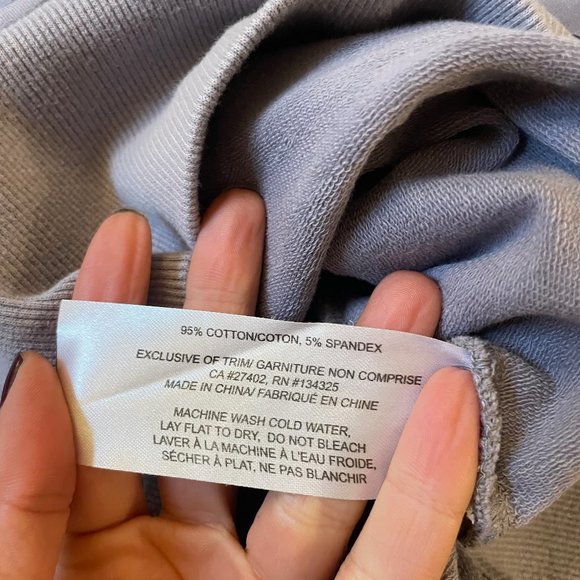 95% COTTON/COTON, 5% SPANDEX
EXCLUSIVE OF TRIM/ GARNITURE NON COMPRISE
CA #27402, RN #134325
MADE IN CHINA/ FABRIQUÉ EN CHINE
MACHINE WASH COLD WATER,
LAY FLAT TO DRY, DO NOT BLEACH
LAVER À LA MACHINE À L'EAU FROIDE,
SÉCHER À PLAT, NE PAS BLANCHIR